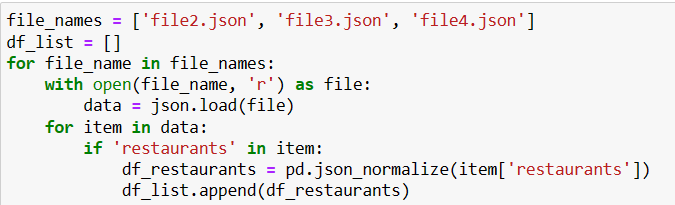 file_names = ['file2.json', 'file3.json', 'file4.json']
df_list = []
for file_name in file_names:
    with open(file_name, 'r') as file:
        data = json.load(file)
    for item in data:
        if 'restaurants' in item:
            df_restaurants = pd.json_normalize(item['restaurants'])
            df_list.append(df_restaurants)